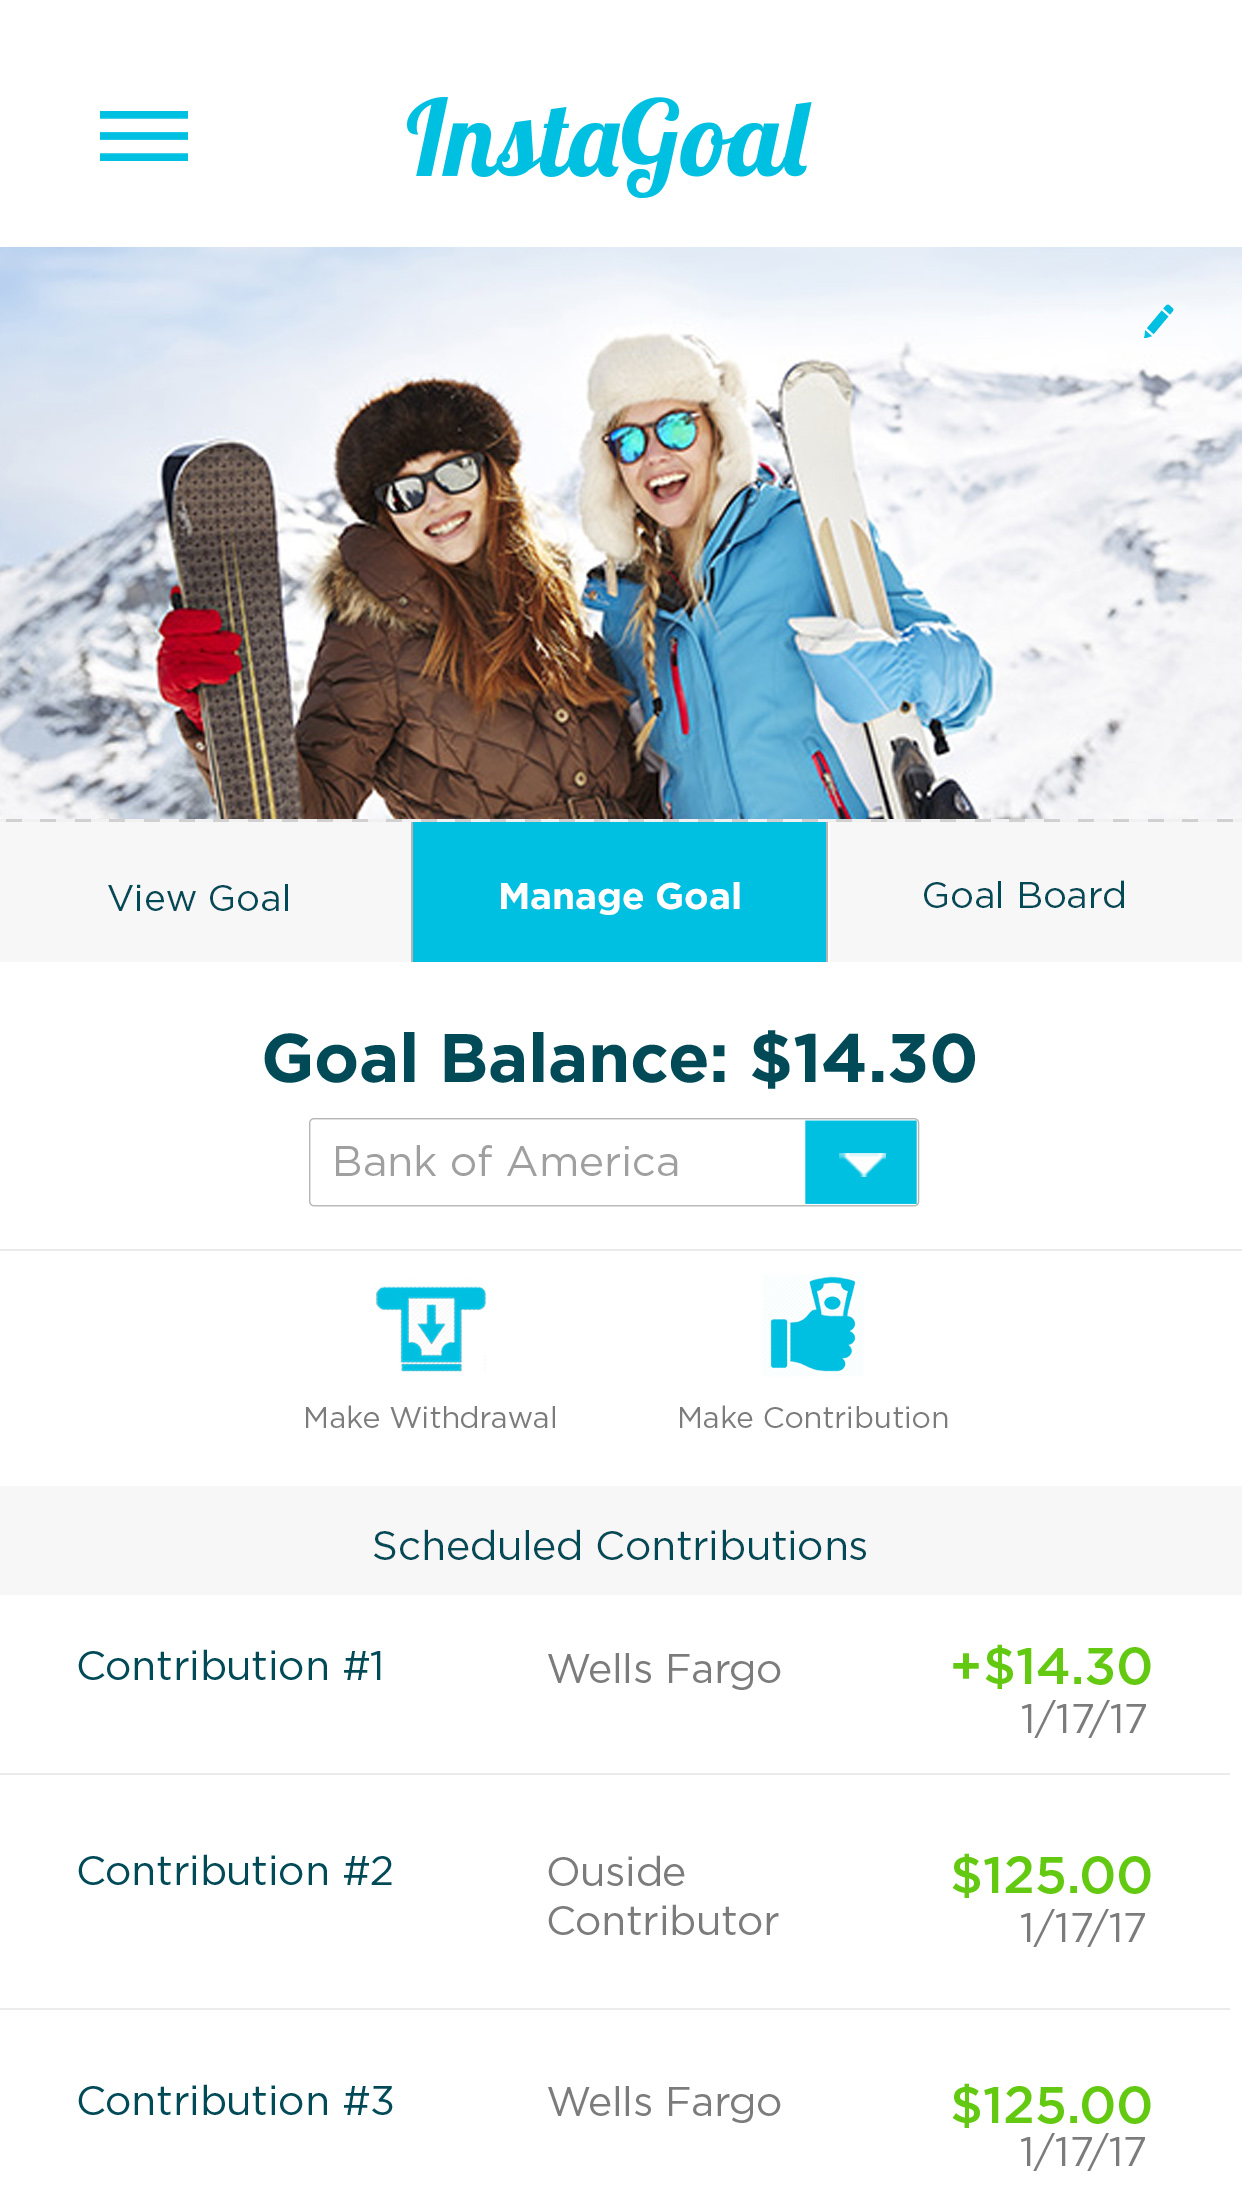 InstaGoal
View Goal
Manage Goal
Goal Board
Goal Balance: $14.30
Bank of America
Make Withdrawal
Make Contribution
Scheduled Contributions
Contribution #1
Wells Fargo
+$14.30
1/17/17
Contribution #2
Ouside
Contributor
$125.00
1/17/17
Contribution #3
Wells Fargo
$125.00
1/17/17